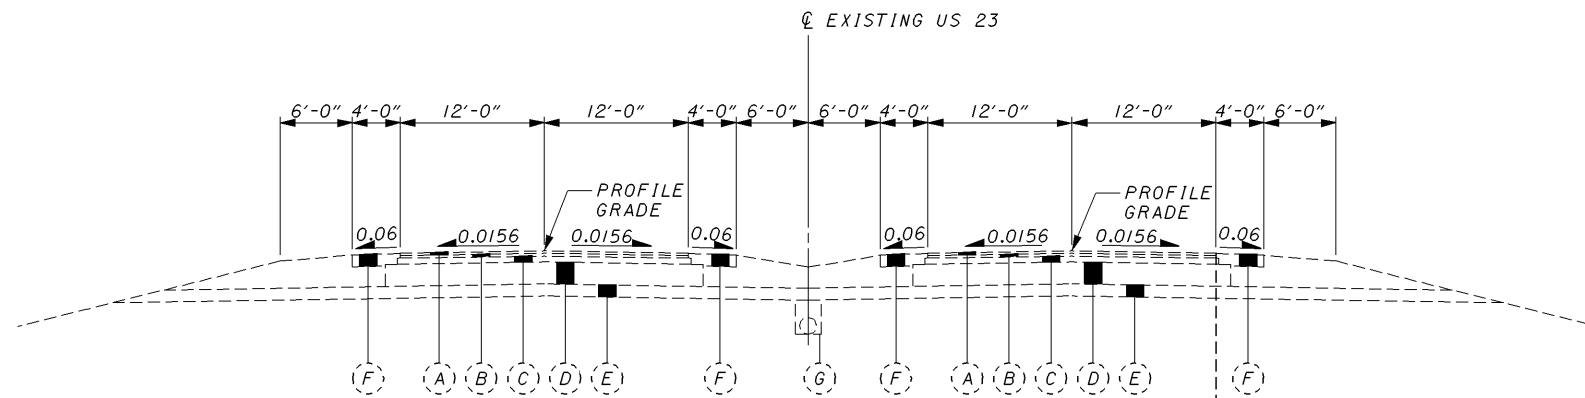 ℄ EXISTING US 23
6'-0" 4'-0" 12'-0" 12'-0" 4'-0" 6'-0" 6'-0" 4'-0" 12'-0" 12'-0" 4'-0" 6'-0"
PROFILE GRADE
PROFILE GRADE
0.06 0.0156 0.0156 0.06 0.06 0.0156 0.0156 0.06
F A B C D E F G F A B C D E F